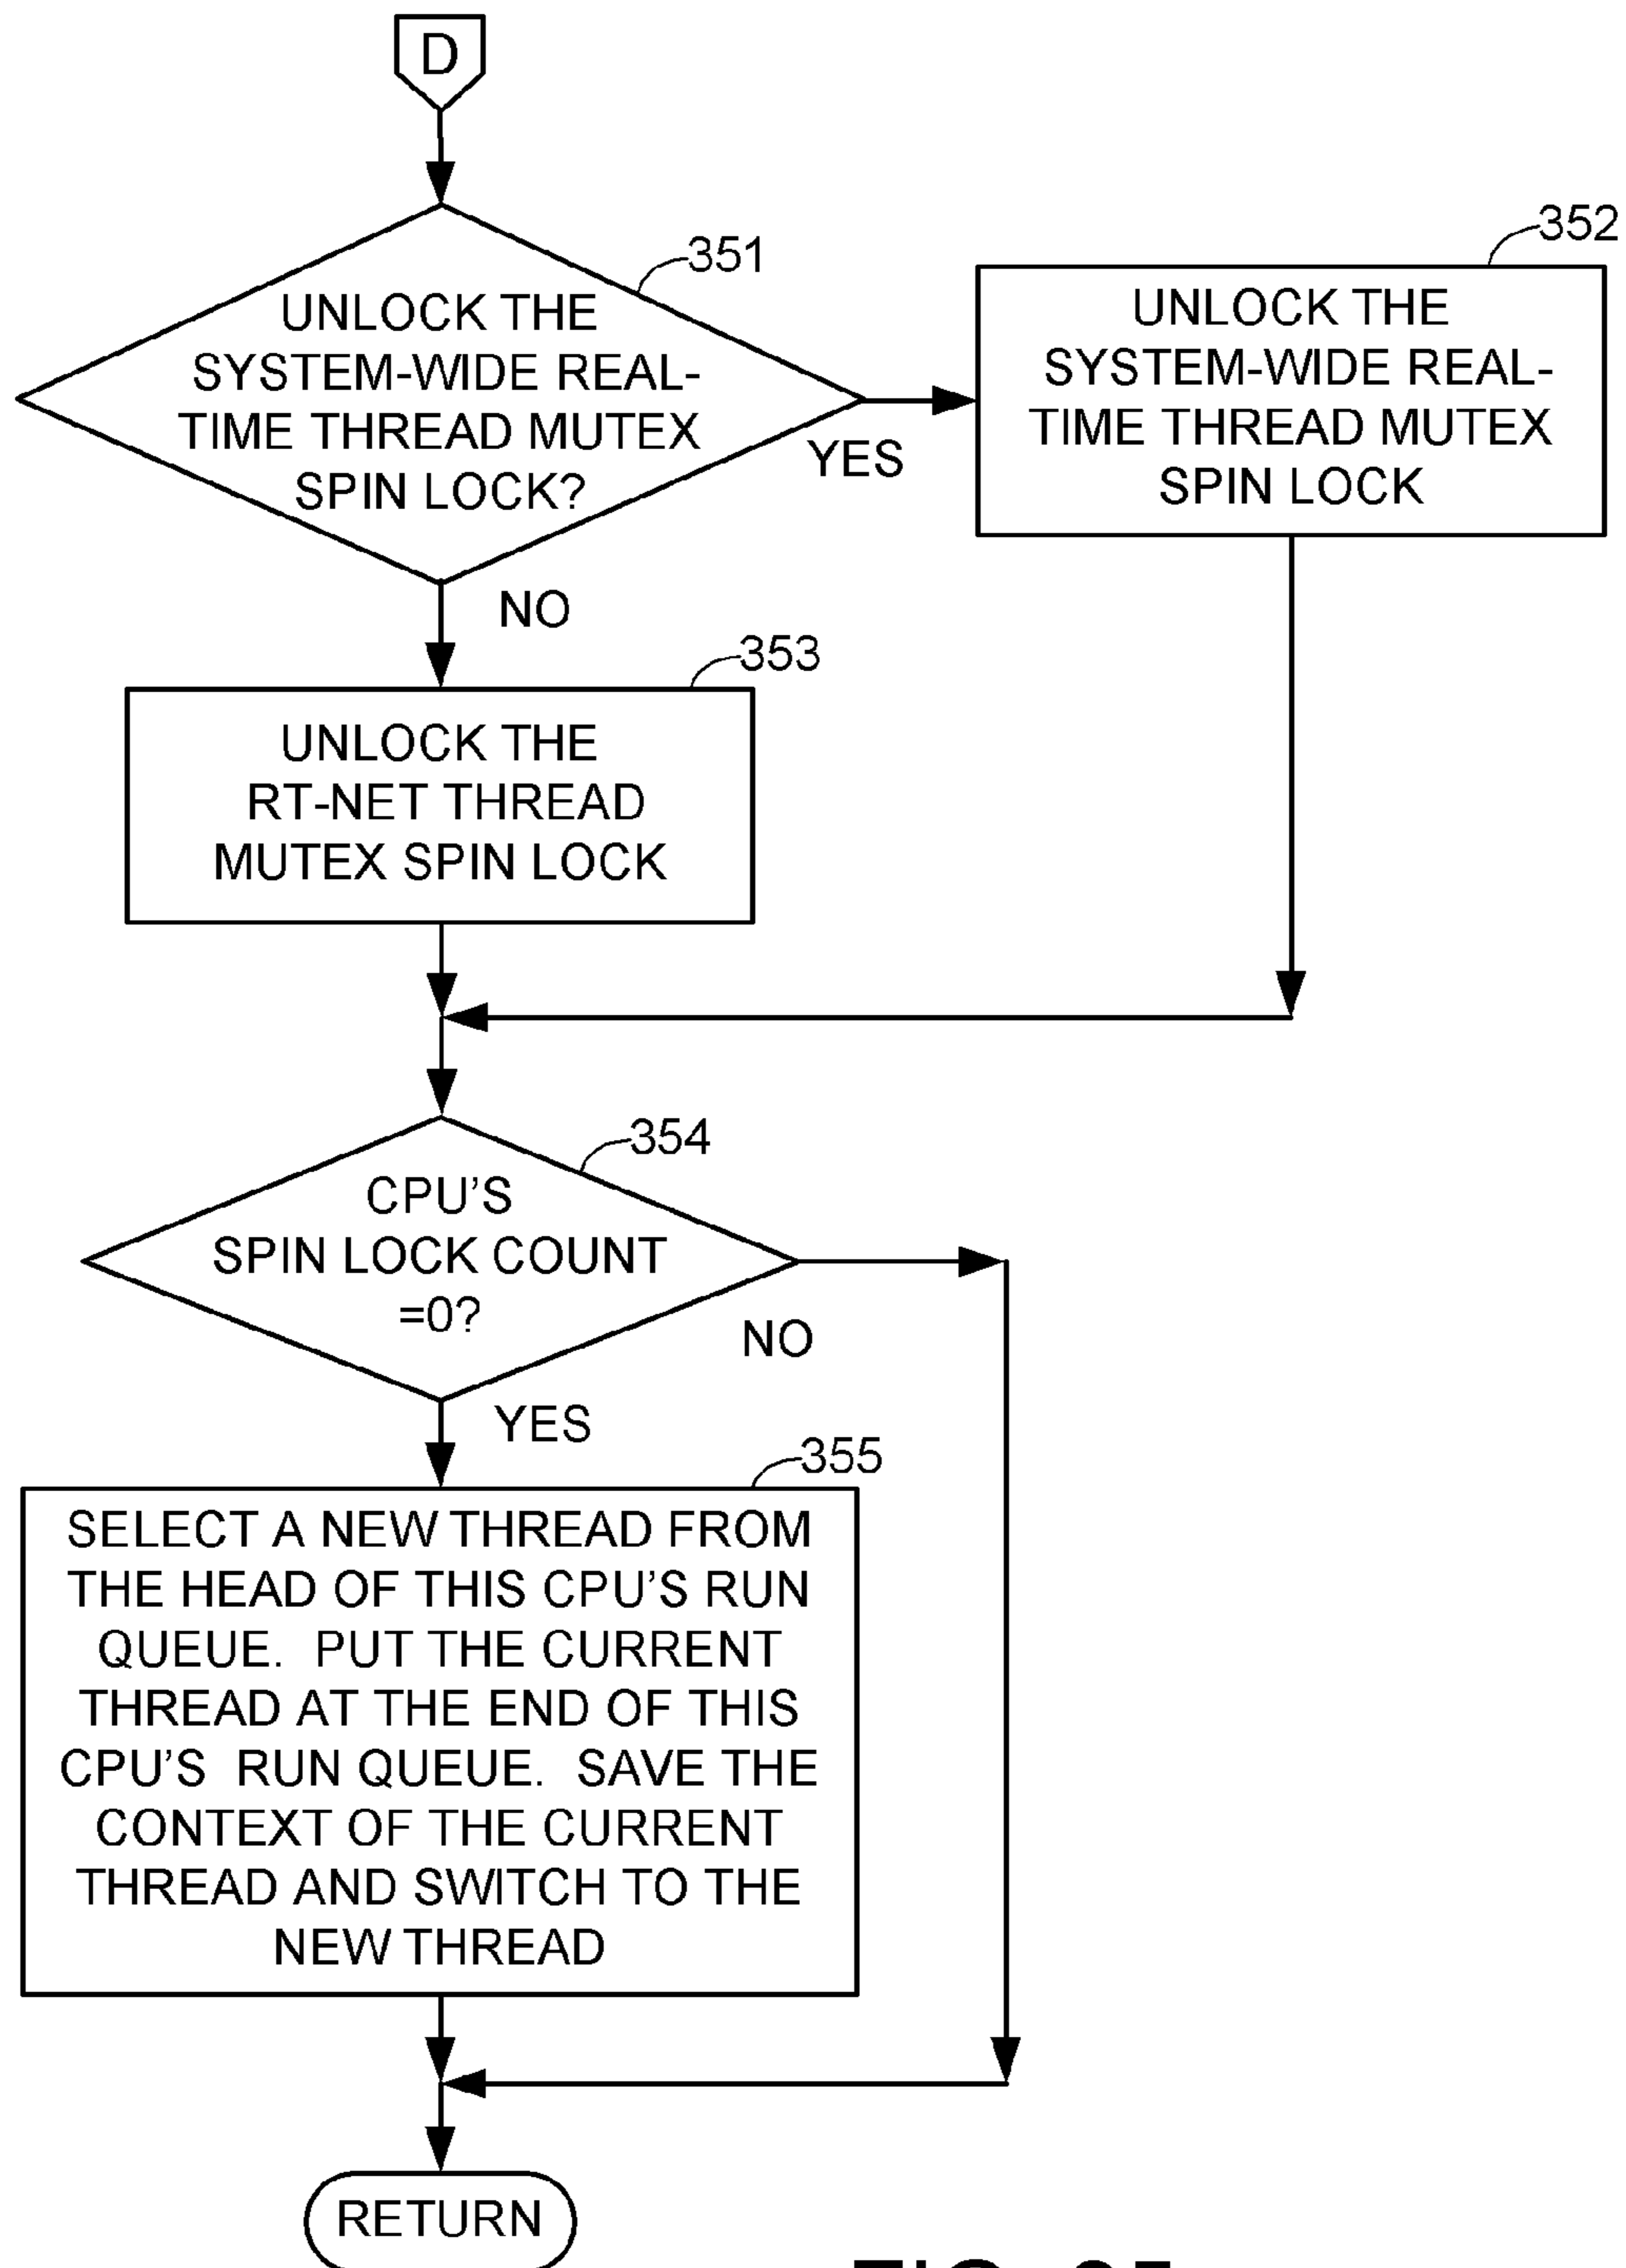 D
351
UNLOCK THE
SYSTEM-WIDE REAL-
TIME THREAD MUTEX
SPIN LOCK?
YES
352
UNLOCK THE
SYSTEM-WIDE REAL-
TIME THREAD MUTEX
SPIN LOCK
NO
353
UNLOCK THE
RT-NET THREAD
MUTEX SPIN LOCK
354
CPU'S
SPIN LOCK COUNT
=0?
NO
YES
355
SELECT A NEW THREAD FROM
THE HEAD OF THIS CPU'S RUN
QUEUE. PUT THE CURRENT
THREAD AT THE END OF THIS
CPU'S RUN QUEUE. SAVE THE
CONTEXT OF THE CURRENT
THREAD AND SWITCH TO THE
NEW THREAD
RETURN